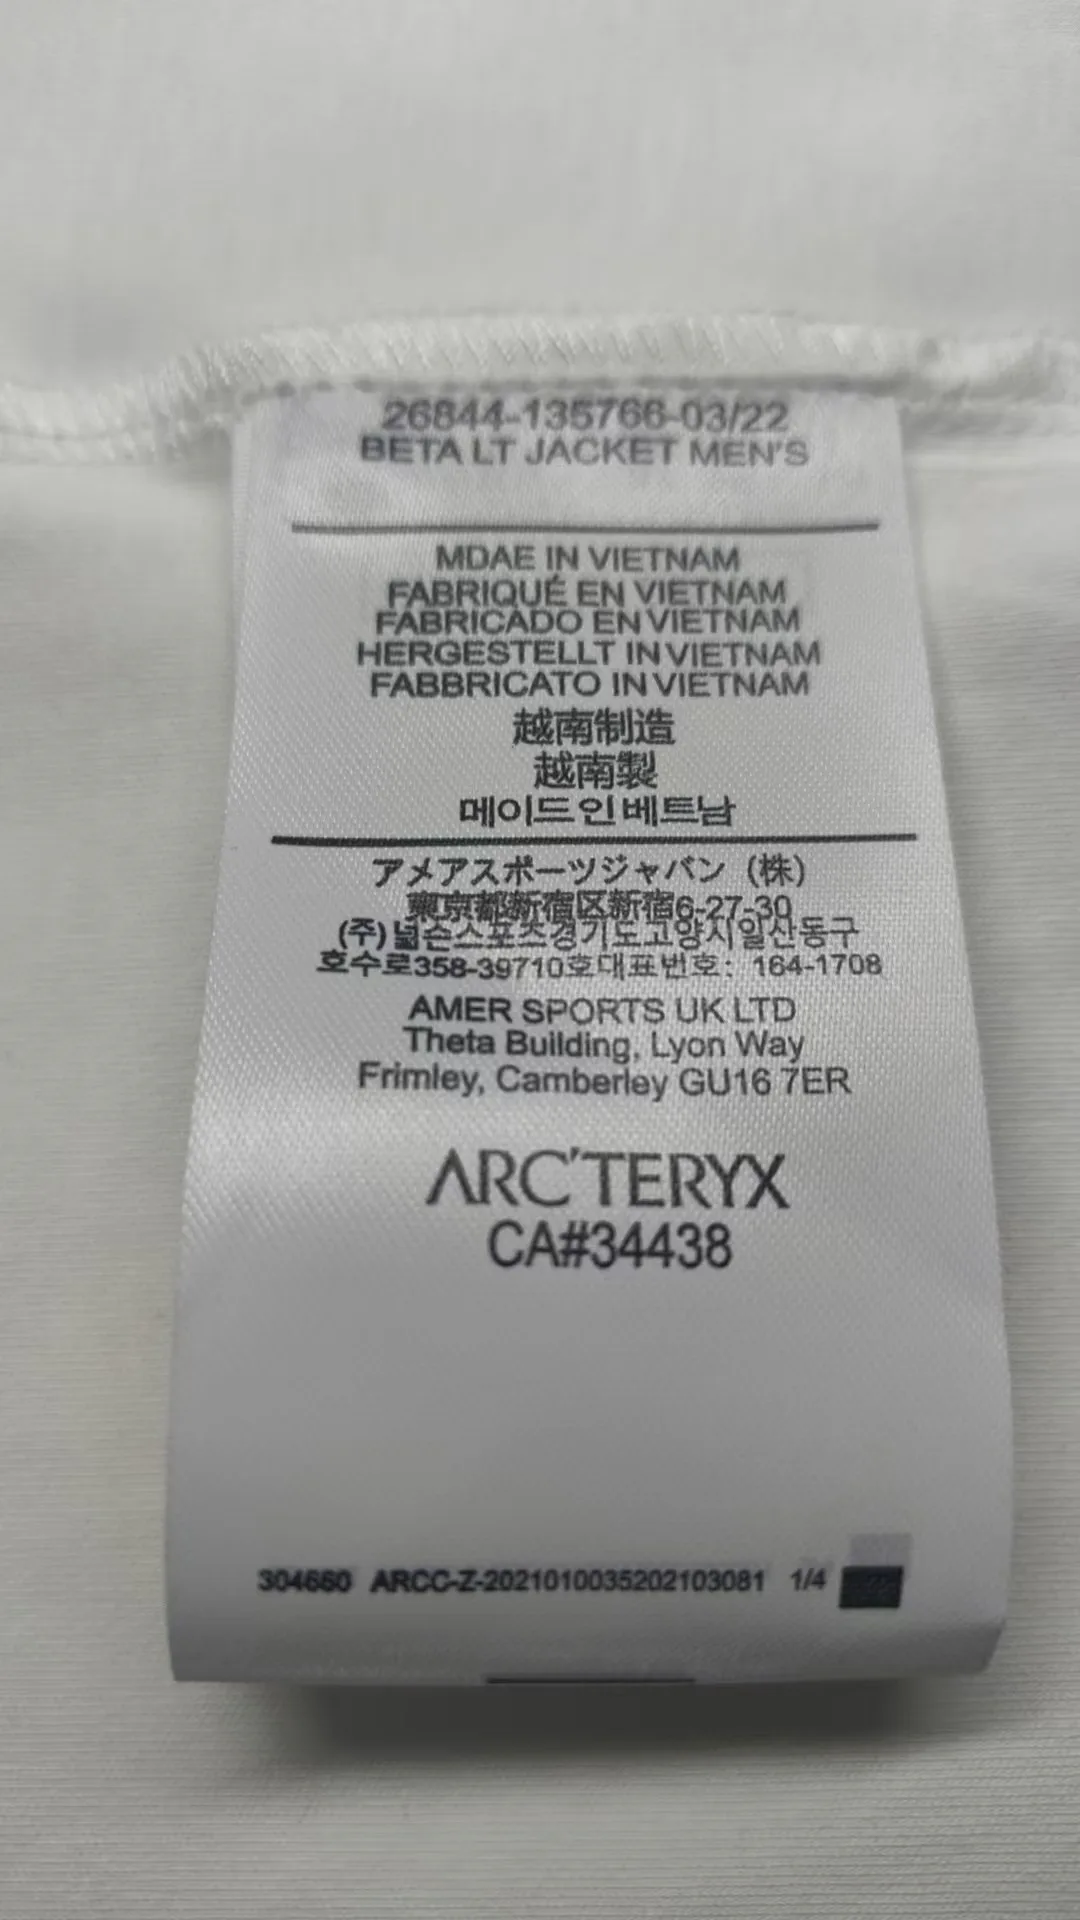 26844-135766-03/22
BETA LT JACKET MEN'S
MDAE IN VIETNAM
FABRIQUÉ EN VIETNAM
FABRICADO EN VIETNAM
HERGESTELLT IN VIETNAM
FABBRICATO IN VIETNAM
越南制造
越南製
메이드인베트남
アメアスポーツジャパン (株)
東京都新宿区新宿6-27-30
(주)넓슨스포츠경기도고양시일산동구
호수로358-39710호대표번호: 164-1708
AMER SPORTS UK LTD
Theta Building, Lyon Way
Frimley, Camberley GU16 7ER
ARC'TERYX
CA#34438
304660 ARCC-Z-2021010035202103081 1/4